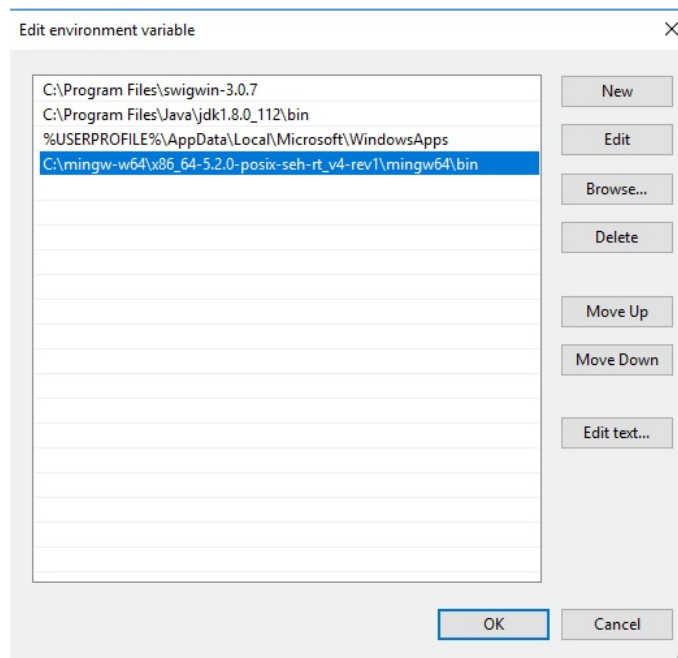 Edit environment variable
C:\Program Files\swigwin-3.0.7
C:\Program Files\Java\jdk1.8.0_112\bin
%USERPROFILE%\AppData\Local\Microsoft\WindowsApps
C:\mingw-w64\x86_64-5.2.0-posix-seh-rt_v4-rev1\mingw64\bin
New
Edit
Browse...
Delete
Move Up
Move Down
Edit text...
OK
Cancel